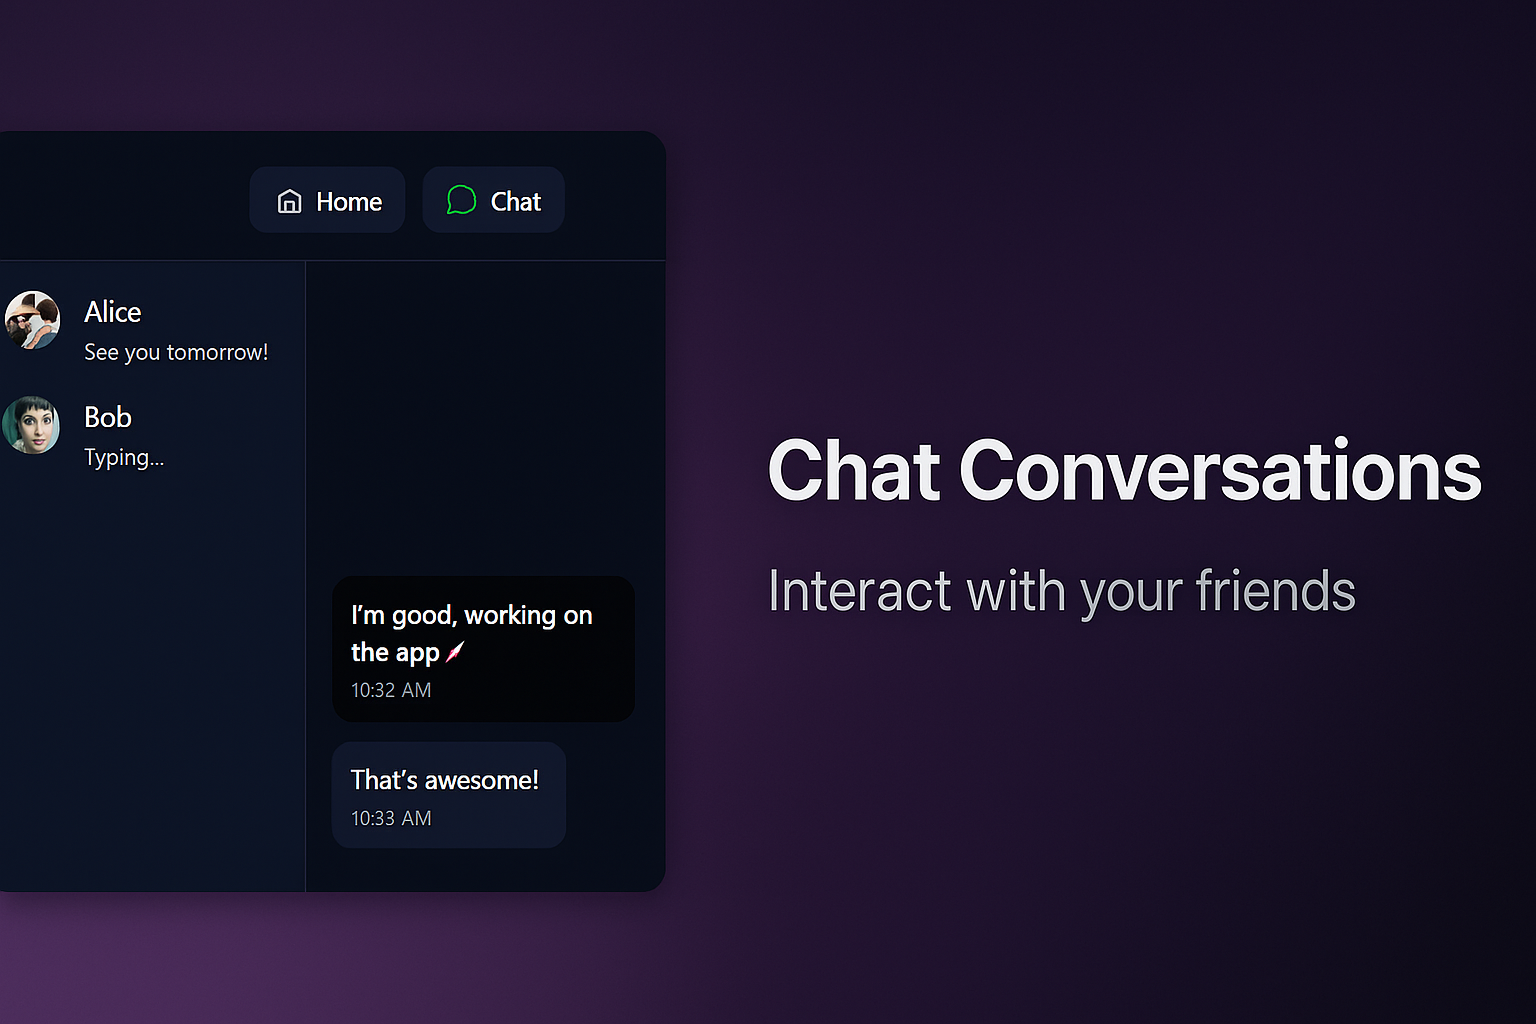 Home
Chat
Alice
See you tomorrow!
Bob
Typing...
I’m good, working on
the app 🚀
10:32 AM
That’s awesome!
10:33 AM
Chat Conversations
Interact with your friends